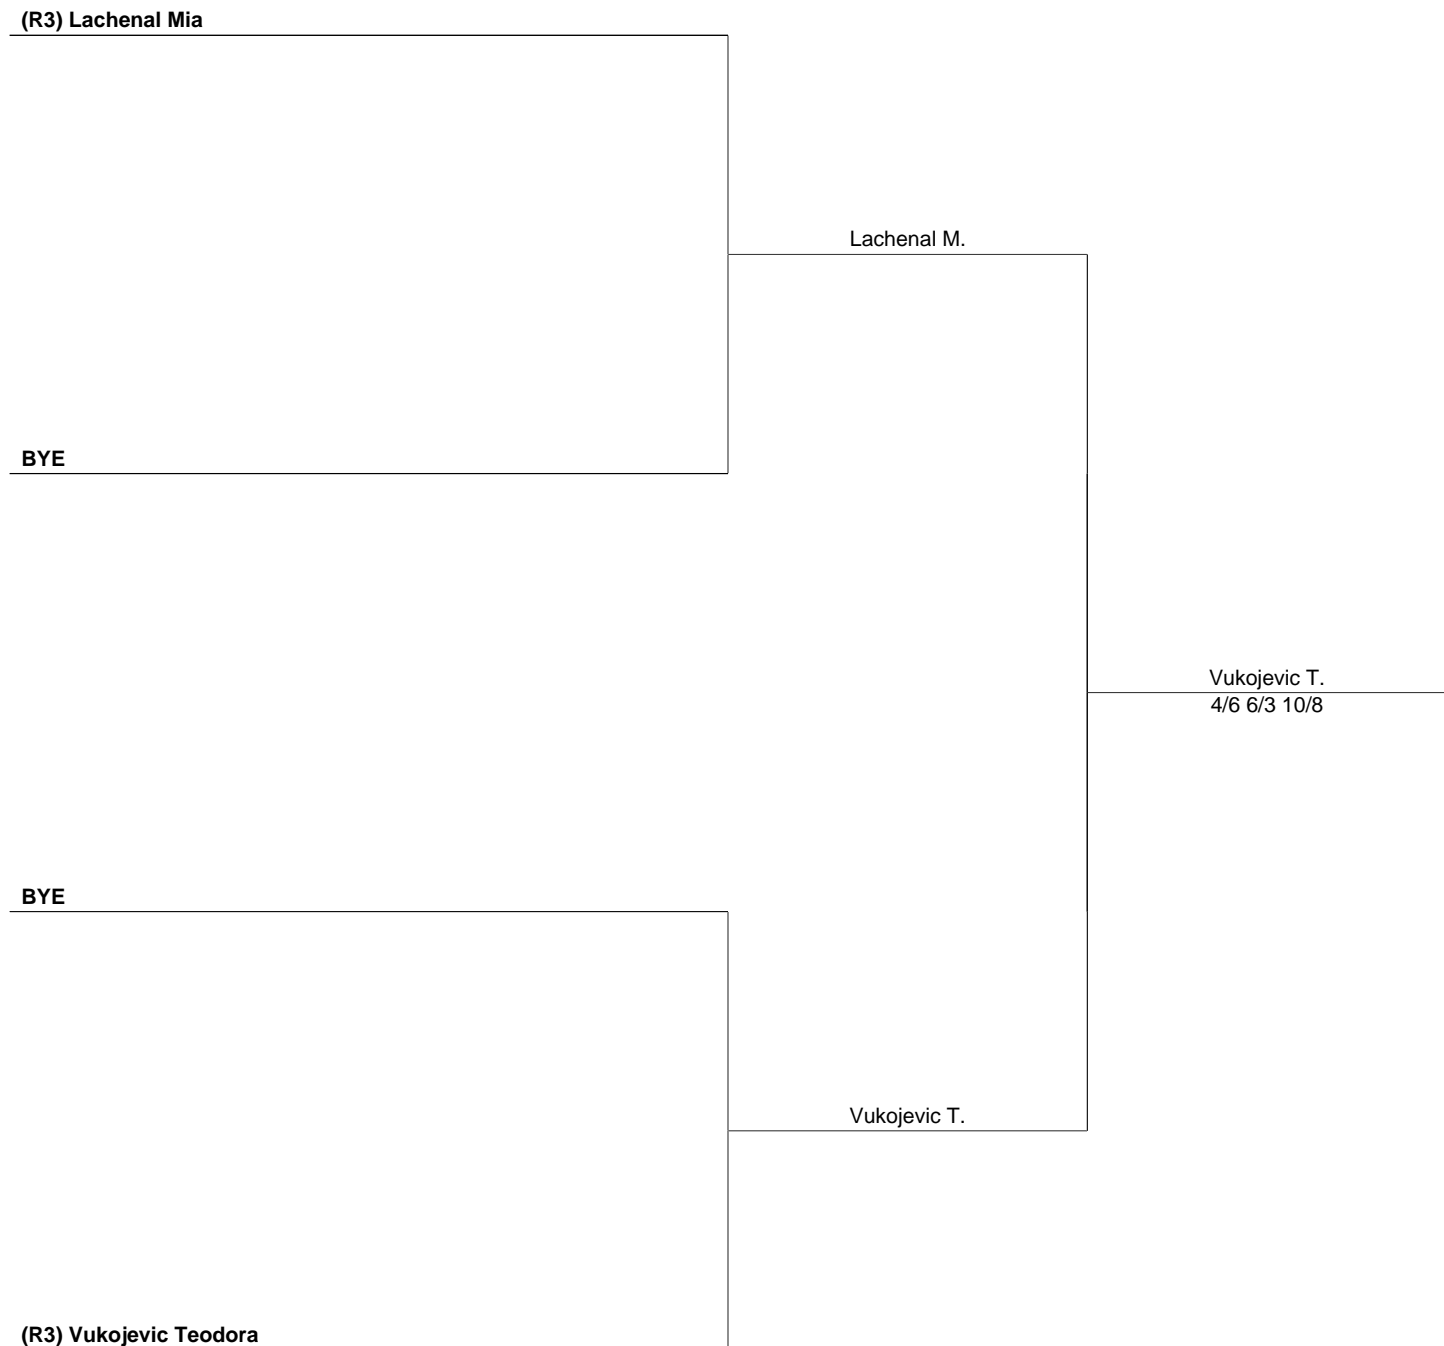 (R3) Lachenal Mia
Lachenal M.
BYE
Vukojevic T.
4/6 6/3 10/8
BYE
Vukojevic T.
(R3) Vukojevic Teodora